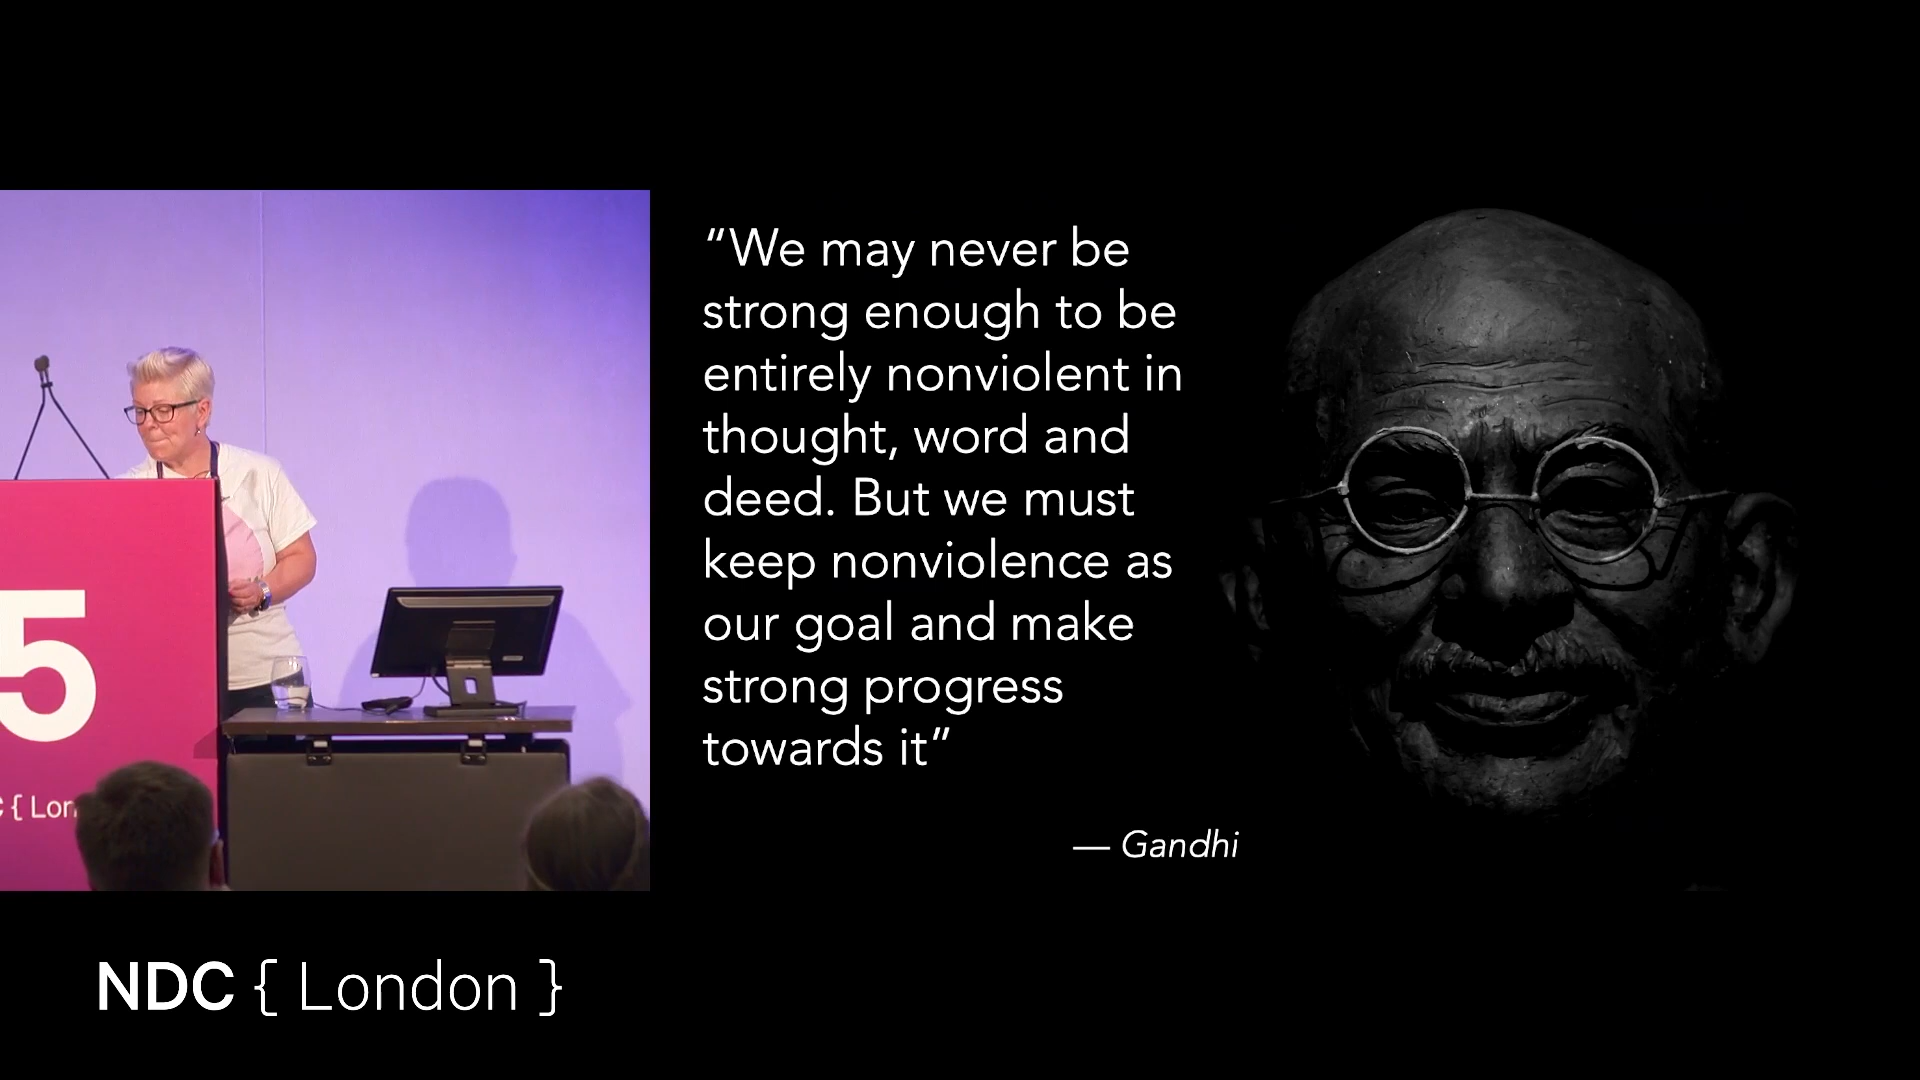 “We may never be
strong enough to be
entirely nonviolent in
thought, word and
deed. But we must
keep nonviolence as
our goal and make
strong progress
towards it”
— Gandhi
5
{ Lon
NDC { London }